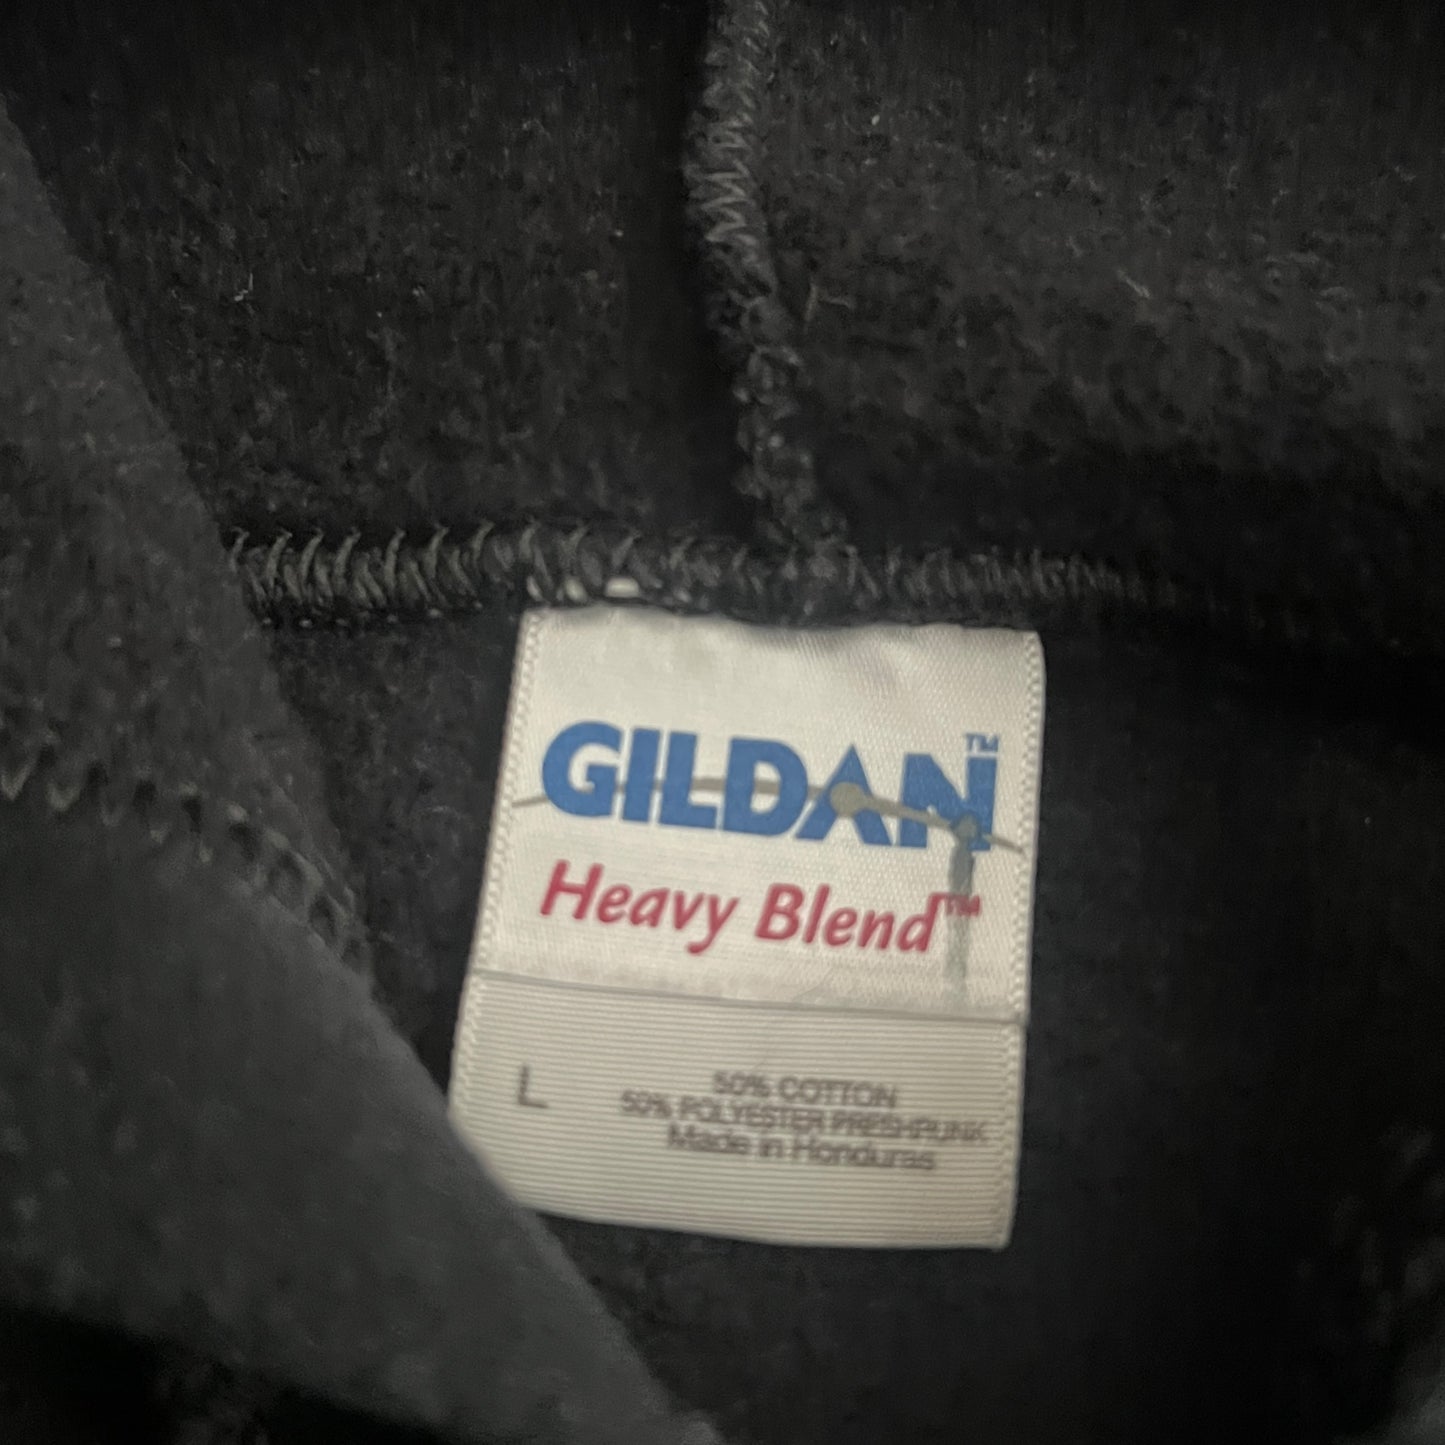 GILDAN™
Heavy Blend™
L
50% COTTON
50% POLYESTER PRESHRUNK
Made in Honduras